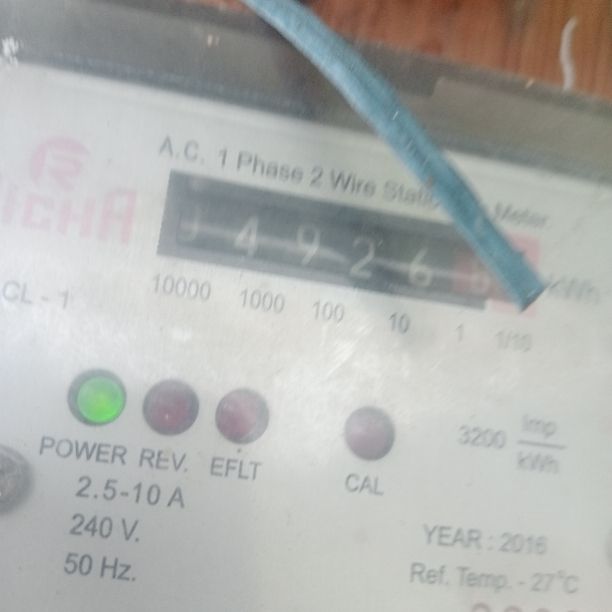 A.C. 1 Phase 2 Wire Meter
4 9 2 6
kWh
10000 1000 100 10 1 1/10
CL - 1
POWER REV. EFLT
CAL
3200 Imp
kWh
2.5-10 A
240 V.
50 Hz.
YEAR : 2016
Ref. Temp. - 27°C